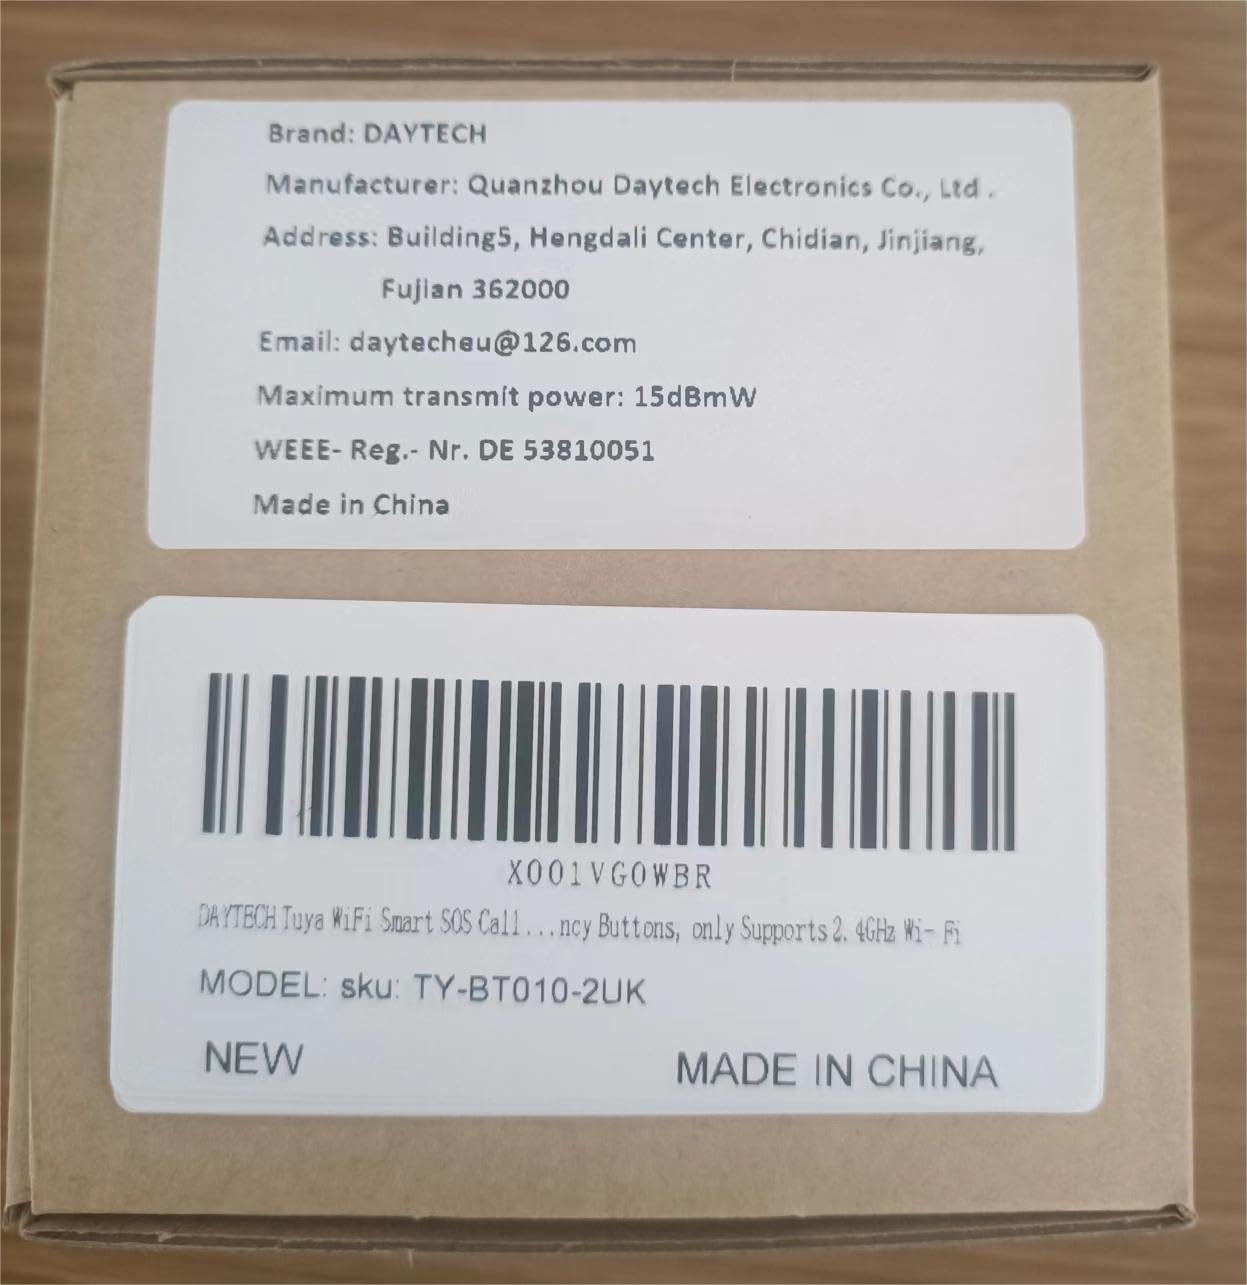 Brand: DAYTECH
Manufacturer: Quanzhou Daytech Electronics Co., Ltd .
Address: Building5, Hengdali Center, Chidian, Jinjiang,
Fujian 362000
Email: daytecheu@126.com
Maximum transmit power: 15dBmW
WEEE- Reg.- Nr. DE 53810051
Made in China
X001VG0WBR
DAYTECH Tuya WiFi Smart SOS Call...ncy Buttons, only Supports 2.4GHz Wi-Fi
MODEL: sku: TY-BT010-2UK
NEW
MADE IN CHINA